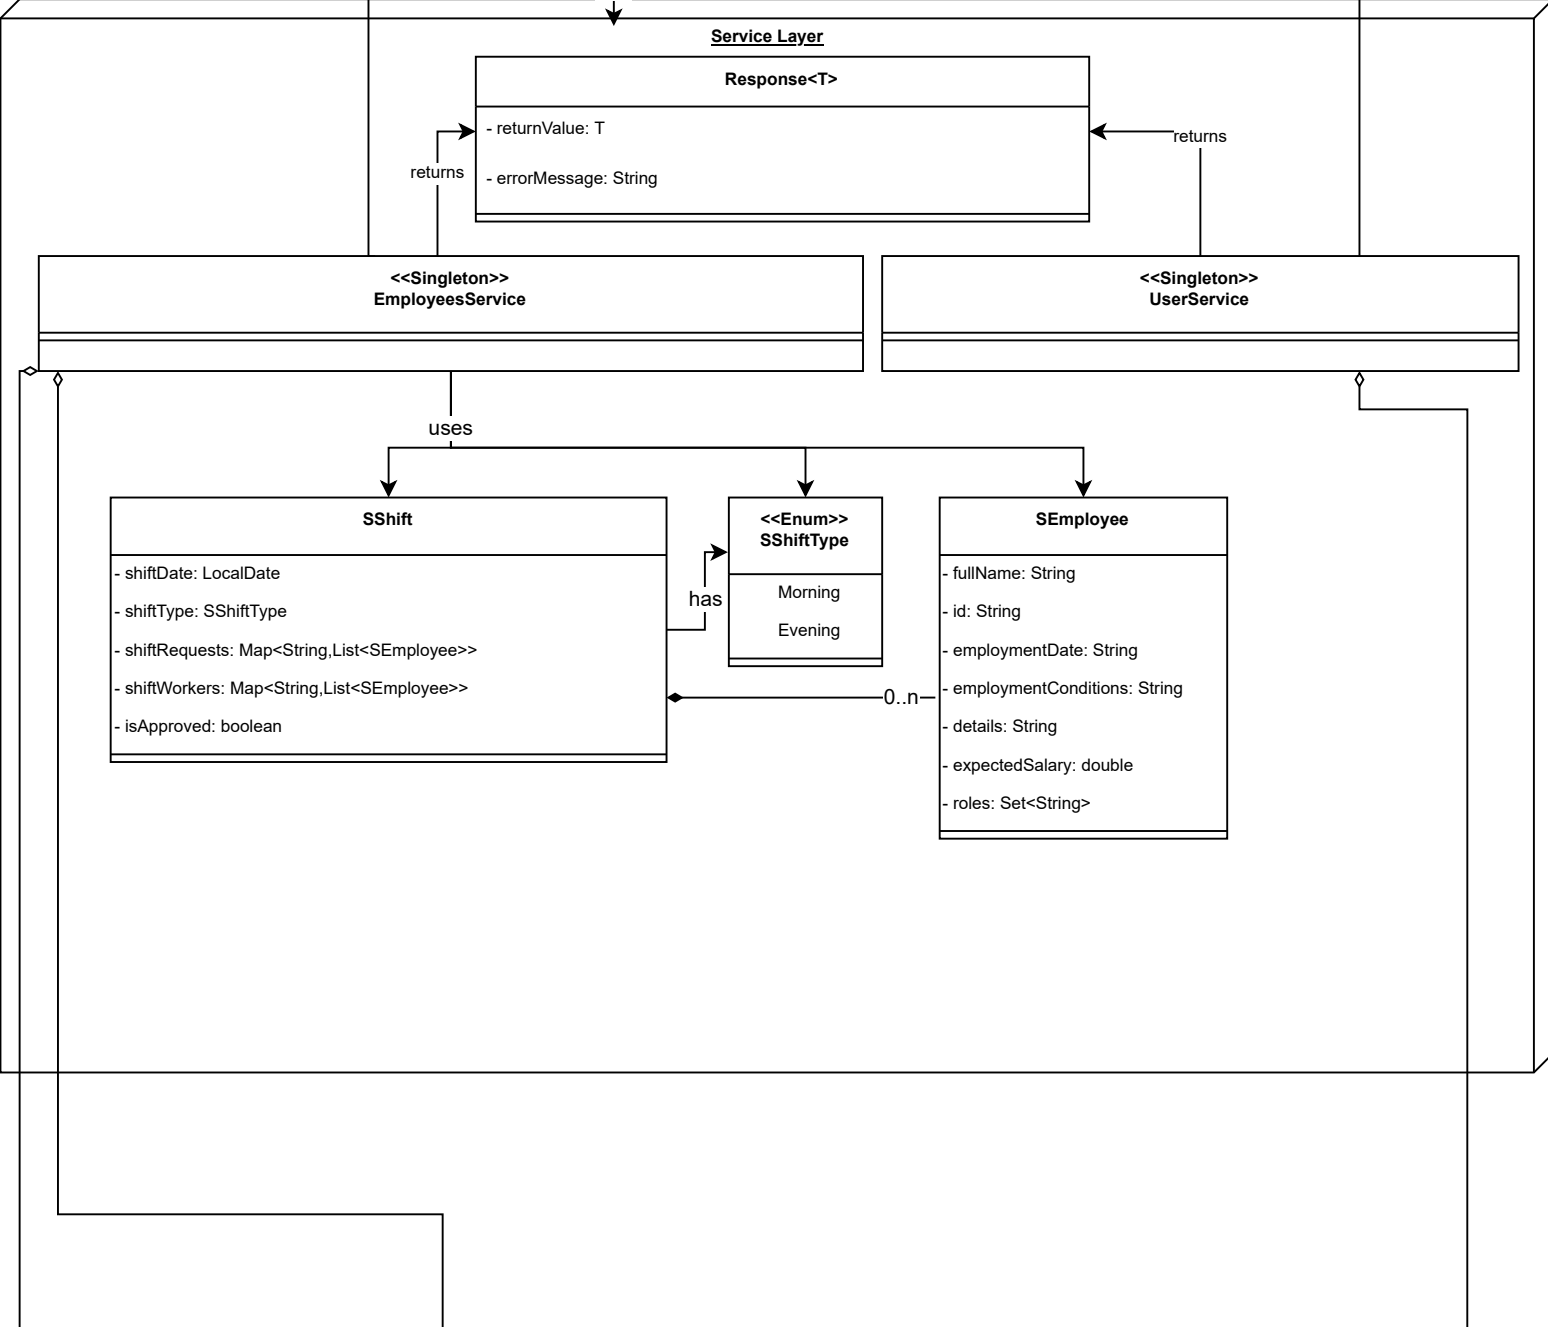 Service Layer
Response<T>
- returnValue: T
- errorMessage: String
returns
returns
<<Singleton>>
EmployeesService
<<Singleton>>
UserService
uses
SShift
- shiftDate: LocalDate
- shiftType: SShiftType
- shiftRequests: Map<String,List<SEmployee>>
- shiftWorkers: Map<String,List<SEmployee>>
- isApproved: boolean
has
<<Enum>>
SShiftType
Morning
Evening
0..n
SEmployee
- fullName: String
- id: String
- employmentDate: String
- employmentConditions: String
- details: String
- expectedSalary: double
- roles: Set<String>